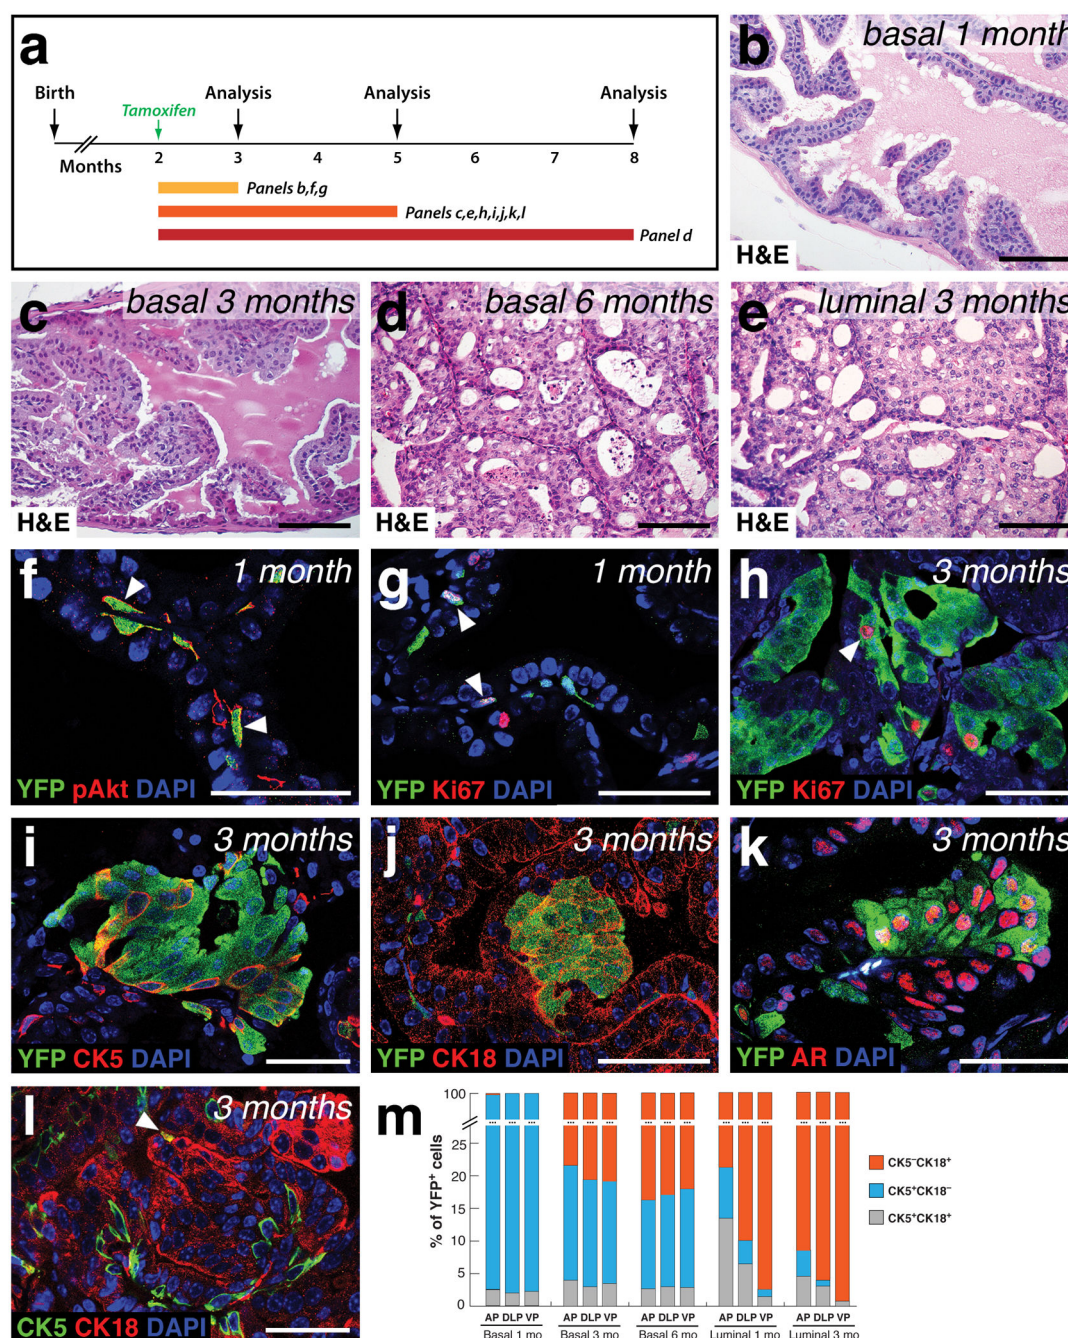 a
Birth
Tamoxifen
Analysis
Analysis
Analysis
Months
2
3
4
5
6
7
8
Panels b,f,g
Panels c,e,h,i,j,k,l
Panel d
b
basal 1 month
H&E
c
basal 3 months
H&E
d
basal 6 months
H&E
e
luminal 3 months
H&E
f
1 month
YFP pAkt DAPI
g
1 month
YFP Ki67 DAPI
h
3 months
YFP Ki67 DAPI
i
3 months
YFP CK5 DAPI
j
3 months
YFP CK18 DAPI
k
3 months
YFP AR DAPI
l
3 months
CK5 CK18 DAPI
m
% of YFP⁺ cells
100
25
20
15
10
5
0
CK5⁻CK18⁺
CK5⁺CK18⁻
CK5⁺CK18⁺
AP DLP VP
AP DLP VP
AP DLP VP
AP DLP VP
AP DLP VP
Basal 1 mo
Basal 3 mo
Basal 6 mo
Luminal 1 mo
Luminal 3 mo